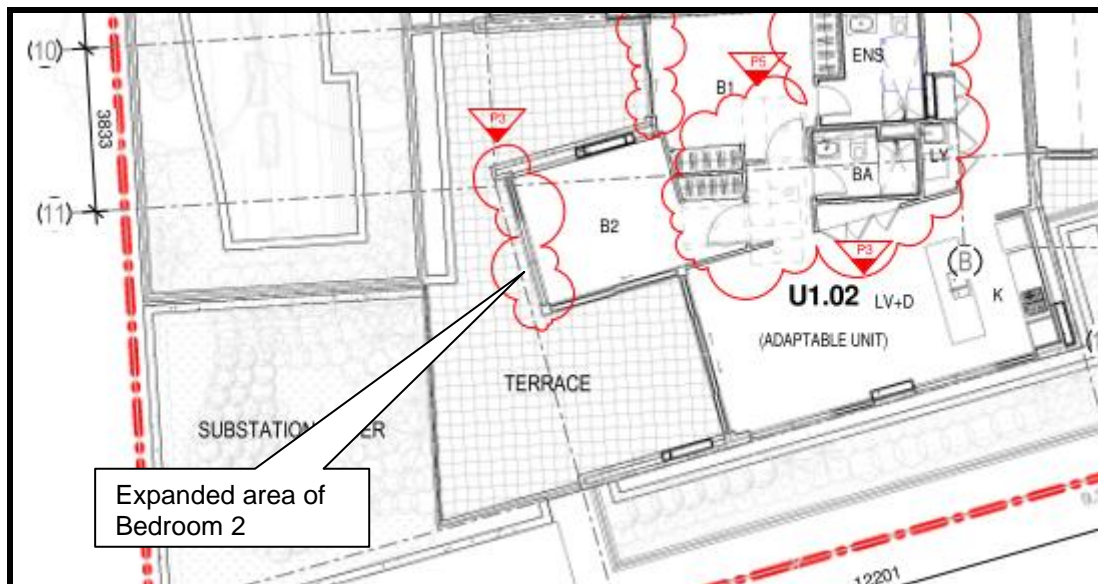 (10)
ENS
P5
B1
3833
P3
LY
BA
(11)
B2
P3
B
U1.02
LV+D
K
(ADAPTABLE UNIT)
TERRACE
SUBSTATION
ER
Expanded area of
Bedroom 2
12201